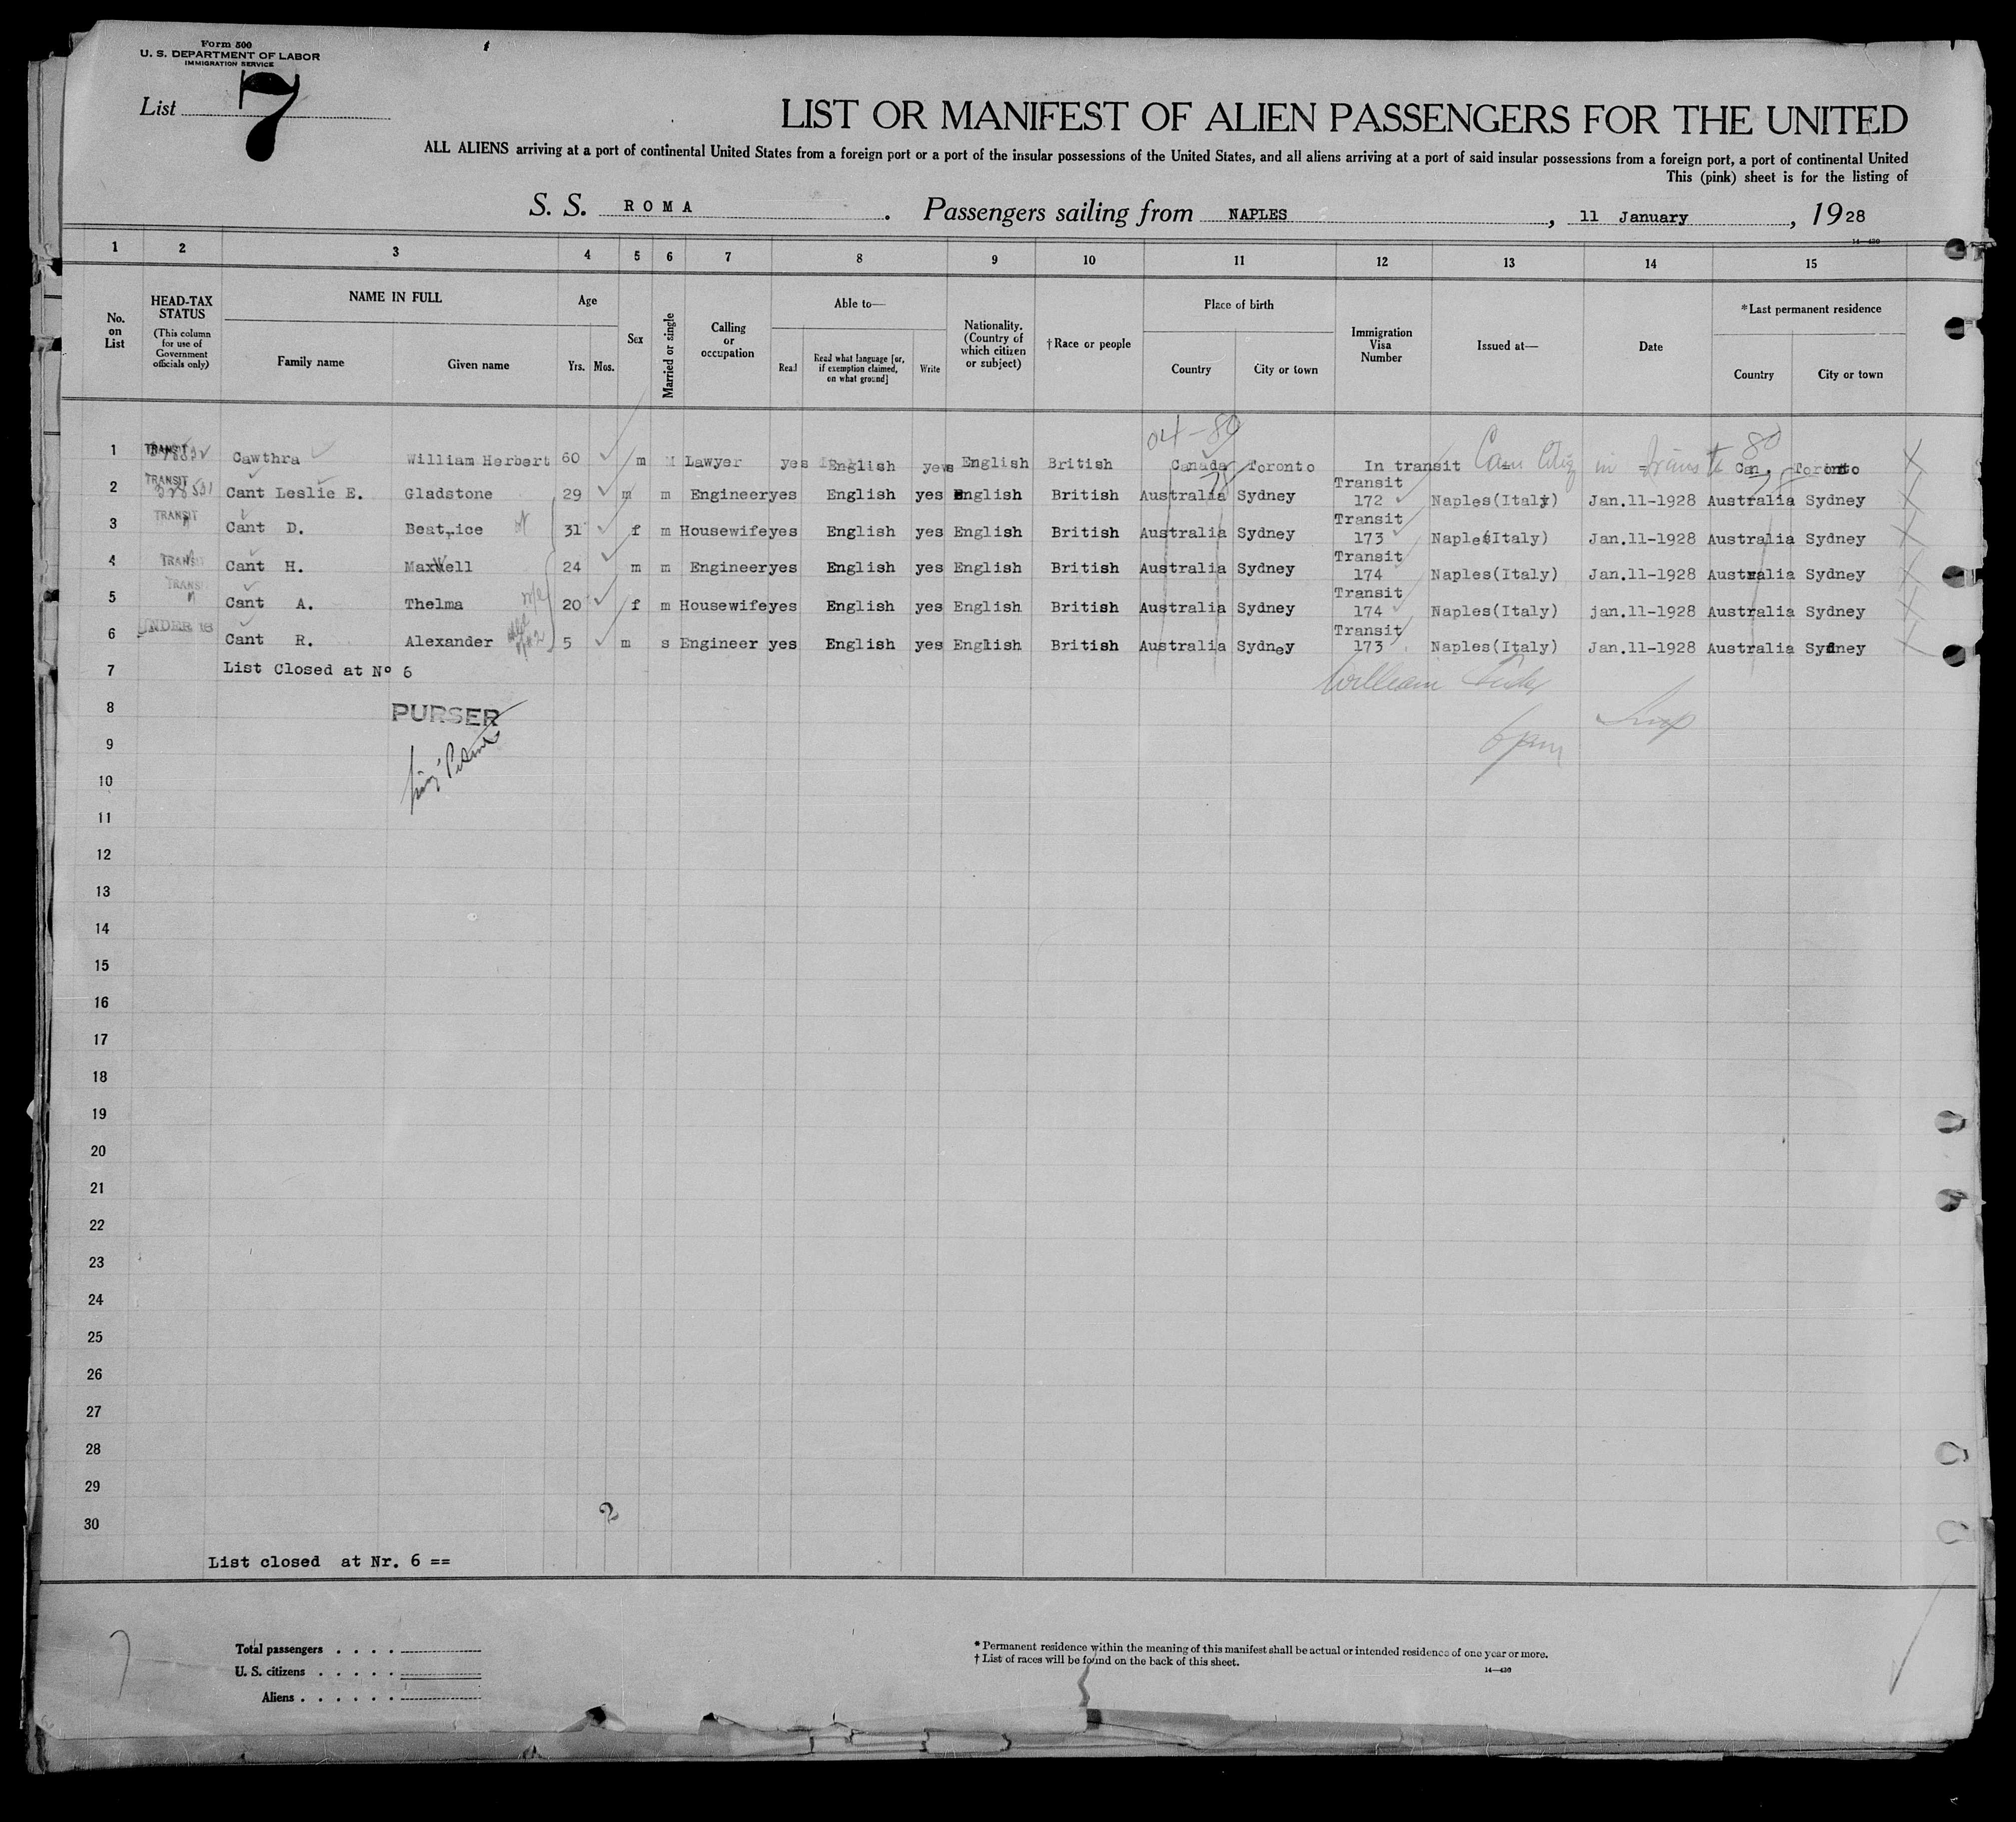 Form 500
U. S. DEPARTMENT OF LABOR
IMMIGRATION SERVICE
List 7
LIST OR MANIFEST OF ALIEN PASSENGERS FOR THE UNITED
ALL ALIENS arriving at a port of continental United States from a foreign port or a port of the insular possessions of the United States, and all aliens arriving at a port of said insular possessions from a foreign port, a port of continental United
This (pink) sheet is for the listing of
S. S. ROMA. Passengers sailing from NAPLES, 11 January, 1928
14—430
1 2 3 4 5 6 7 8 9 10 11 12 13 14 15
No. on List
HEAD-TAX STATUS
(This column for use of Government officials only)
NAME IN FULL
Family name
Given name
Age
Yrs.
Mos.
Sex
Married or single
Calling or occupation
Able to—
Read
Read what language [or, if exemption claimed, on what ground]
Write
Nationality. (Country of which citizen or subject)
†Race or people
Place of birth
Country
City or town
Immigration Visa Number
Issued at—
Date
*Last permanent residence
Country
City or town
04-80 80
1 TRANSIT Cawthra William Herbert 60 m M Lawyer yes English yes English British Canada Toronto In transit Can Citiz in transit Can. Toronto
2 TRANSIT Cant Leslie E. Gladstone 29 m m Engineer yes English yes English British Australia Sydney Transit 172 Naples(Italy) Jan.11-1928 Australia Sydney
3 TRANSIT Cant D. Beatrice 31 f m Housewife yes English yes English British Australia Sydney Transit 173 Naples(Italy) Jan.11-1928 Australia Sydney
4 TRANSIT Cant H. Maxwell 24 m m Engineer yes English yes English British Australia Sydney Transit 174 Naples(Italy) Jan.11-1928 Australia Sydney
5 TRANSIT Cant A. Thelma 20 f m Housewife yes English yes English British Australia Sydney Transit 174 Naples(Italy) jan.11-1928 Australia Sydney
6 UNDER 16 Cant R. Alexander 5 m s Engineer yes English yes English British Australia Sydney Transit 173 Naples(Italy) Jan.11-1928 Australia Sydney
7 List Closed at No 6 William
8 PURSER Insp
9
10
11
12
13
14
15
16
17
18
19
20
21
22
23
24
25
26
27
28
29
30
2
List closed at Nr. 6 ==
Total passengers . . . .
U. S. citizens . . . . .
Aliens . . . . . .
* Permanent residence within the meaning of this manifest shall be actual or intended residence of one year or more.
† List of races will be found on the back of this sheet.
14—430